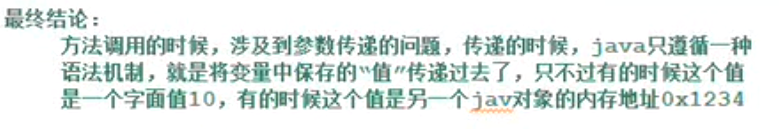 最终结论：
方法调用的时候，涉及到参数传递的问题，传递的时候，java只遵循一种
语法机制，就是将变量中保存的“值”传递过去了，只不过有的时候这个值
是一个字面值10，有的时候这个值是另一个jav对象的内存地址0x1234